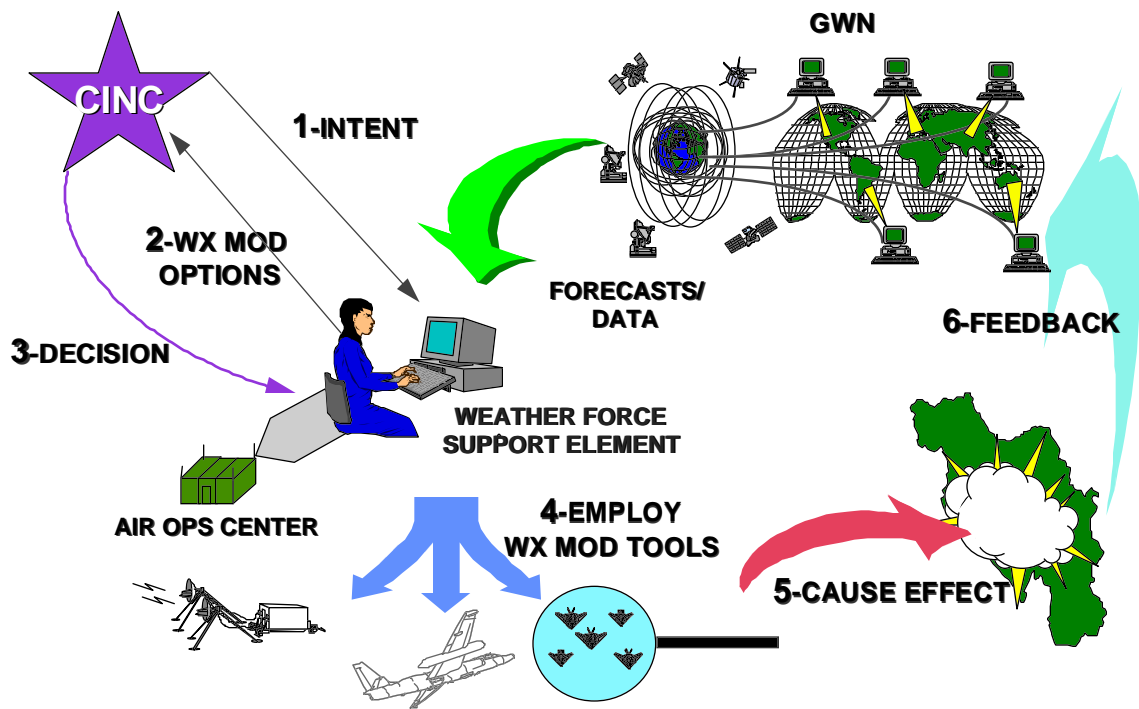 GWN
CINC
1-INTENT
2-WX MOD
OPTIONS
3-DECISION
FORECASTS/
DATA
6-FEEDBACK
WEATHER FORCE
SUPPORT ELEMENT
AIR OPS CENTER
4-EMPLOY
WX MOD TOOLS
5-CAUSE EFFECT